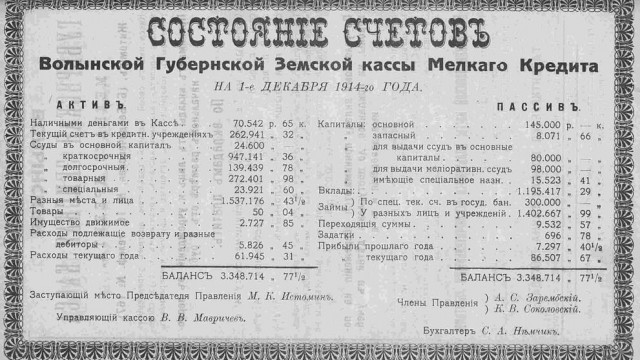 СОСТОЯНІЕ СЧЕТОВЪ
Волынской Губернской Земской кассы Мелкаго Кредита
НА 1-е ДЕКАБРЯ 1914-го ГОДА.
АКТИВЪ.
Наличными деньгами въ Кассѣ. 70.542 р. 65 к.
Текущій счетъ въ кредитн. учрежденіяхъ 262,941 „ 32 „
Ссуды въ основной капиталъ 24.600 „ — „
„ краткосрочныя 947,141 „ 36 „
„ долгосрочныя. 139,439 „ 78 „
„ товарныя 272,401 „ 98 „
„ спеціальныя 23,921 „ 60 „
Разныя мѣста и лица 1.537,176 „ 43½ „
Товары 50 „ 04 „
Имущество движимое 2.727 „ 85 „
Расходы подлежащіе возврату и разные
дебиторы 5.826 „ 45 „
Расходы текущаго года 61.945 „ 31 „
БАЛАНСЪ 3.348.714 „ 77½ „
Заступающій мѣсто Предсѣдателя Правленія М. К. Истоминъ.
Управляющій кассою В. В. Мавричевъ.
ПАССИВЪ.
Капиталы: основной 145.000 р. — к.
запасный 8.071 „ 66 „
для выдачи ссудъ въ основные
капиталы 80.000 „ — „
для выдачи меліоративн. ссудъ 98.000 „ — „
имѣющіе спеціальное назн. 15.523 „ 41 „
Вклады: 1.195.417 „ 29 „
Займы ) По спец. тек. сч. въ госуд. бан. 300.000 „ — „
) У разныхъ лицъ и учрежденій. 1.402.667 „ 99 „
Переходящія суммы 9.532 „ 57 „
Задатки 696 „ 78 „
Прибыли прошлаго года 7.297 „ 40½ „
„ текущаго года 86.507 „ 67 „
БАЛАНСЪ 3.348.714 „ 77½ „
Члены Правленія ) А. С. Зарембскій.
) К. В. Соколовскій.
Бухгалтеръ С. А. Нѣмчикъ.